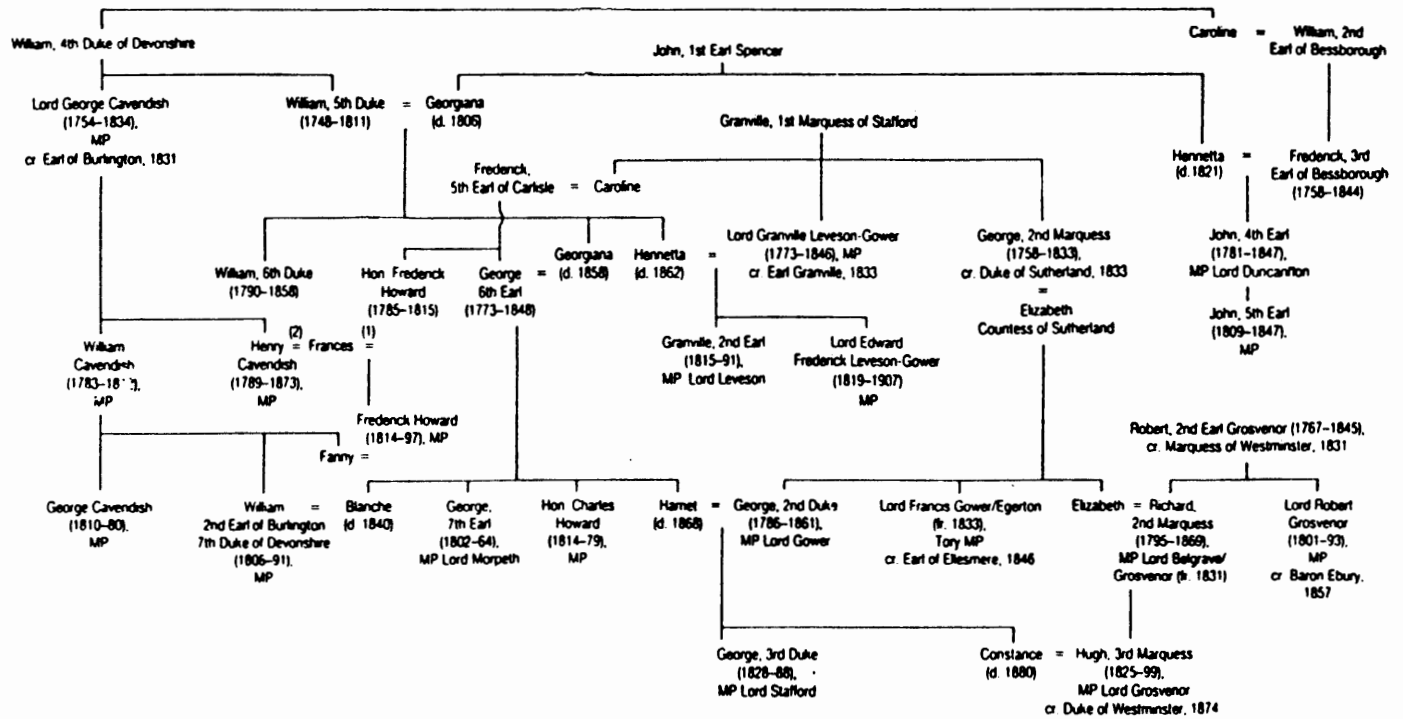 William, 4th Duke of Devonshire
Caroline = William, 2nd
Earl of Bessborough
John, 1st Earl Spencer
Lord George Cavendish
(1754–1834),
MP
cr. Earl of Burlington, 1831
William, 5th Duke = Georgiana
(1748–1811) (d. 1806)
Granville, 1st Marquess of Stafford
Henrietta = Frederick, 3rd
(d.1821) Earl of Bessborough
(1758–1844)
Frederick,
5th Earl of Carlisle = Caroline
William, 6th Duke
(1790–1858)
Hon Frederick
Howard
(1785–1815)
George = Georgiana
6th Earl (d. 1858)
(1773–1848)
Henrietta = Lord Granville Leveson-Gower
(d. 1862) (1773–1846), MP
cr. Earl Granville, 1833
George, 2nd Marquess
(1758–1833),
cr. Duke of Sutherland, 1833
=
Elizabeth
Countess of Sutherland
John, 4th Earl
(1781–1847),
MP Lord Duncannon
John, 5th Earl
(1809–1847),
MP
William
Cavendish
(1783–18
MP
(2) (1)
Henry = Frances =
Cavendish
(1789–1873),
MP
Granville, 2nd Earl
(1815–91),
MP Lord Leveson
Lord Edward
Frederick Leveson-Gower
(1819–1907)
MP
Frederick Howard
(1814–97), MP
Fanny =
Robert, 2nd Earl Grosvenor (1767–1845),
cr. Marquess of Westminster, 1831
George Cavendish
(1810–80),
MP
William = Blanche
2nd Earl of Burlington (d. 1840)
7th Duke of Devonshire
(1806–91),
MP
George,
7th Earl
(1802–64),
MP Lord Morpeth
Hon Charles
Howard
(1814–79),
MP
Harriet = George, 2nd Duke
(d. 1868) (1786–1861),
MP Lord Gower
Lord Francis Gower/Egerton
(fr. 1833),
Tory MP
cr. Earl of Ellesmere, 1846
Elizabeth = Richard,
2nd Marquess
(1795–1869),
MP Lord Belgrave/
Grosvenor (fr. 1831)
Lord Robert
Grosvenor
(1801–93),
MP
cr. Baron Ebury,
1857
George, 3rd Duke
(1828–88),
MP Lord Stafford
Constance = Hugh, 3rd Marquess
(d. 1880) (1825–99),
MP Lord Grosvenor
cr. Duke of Westminster, 1874